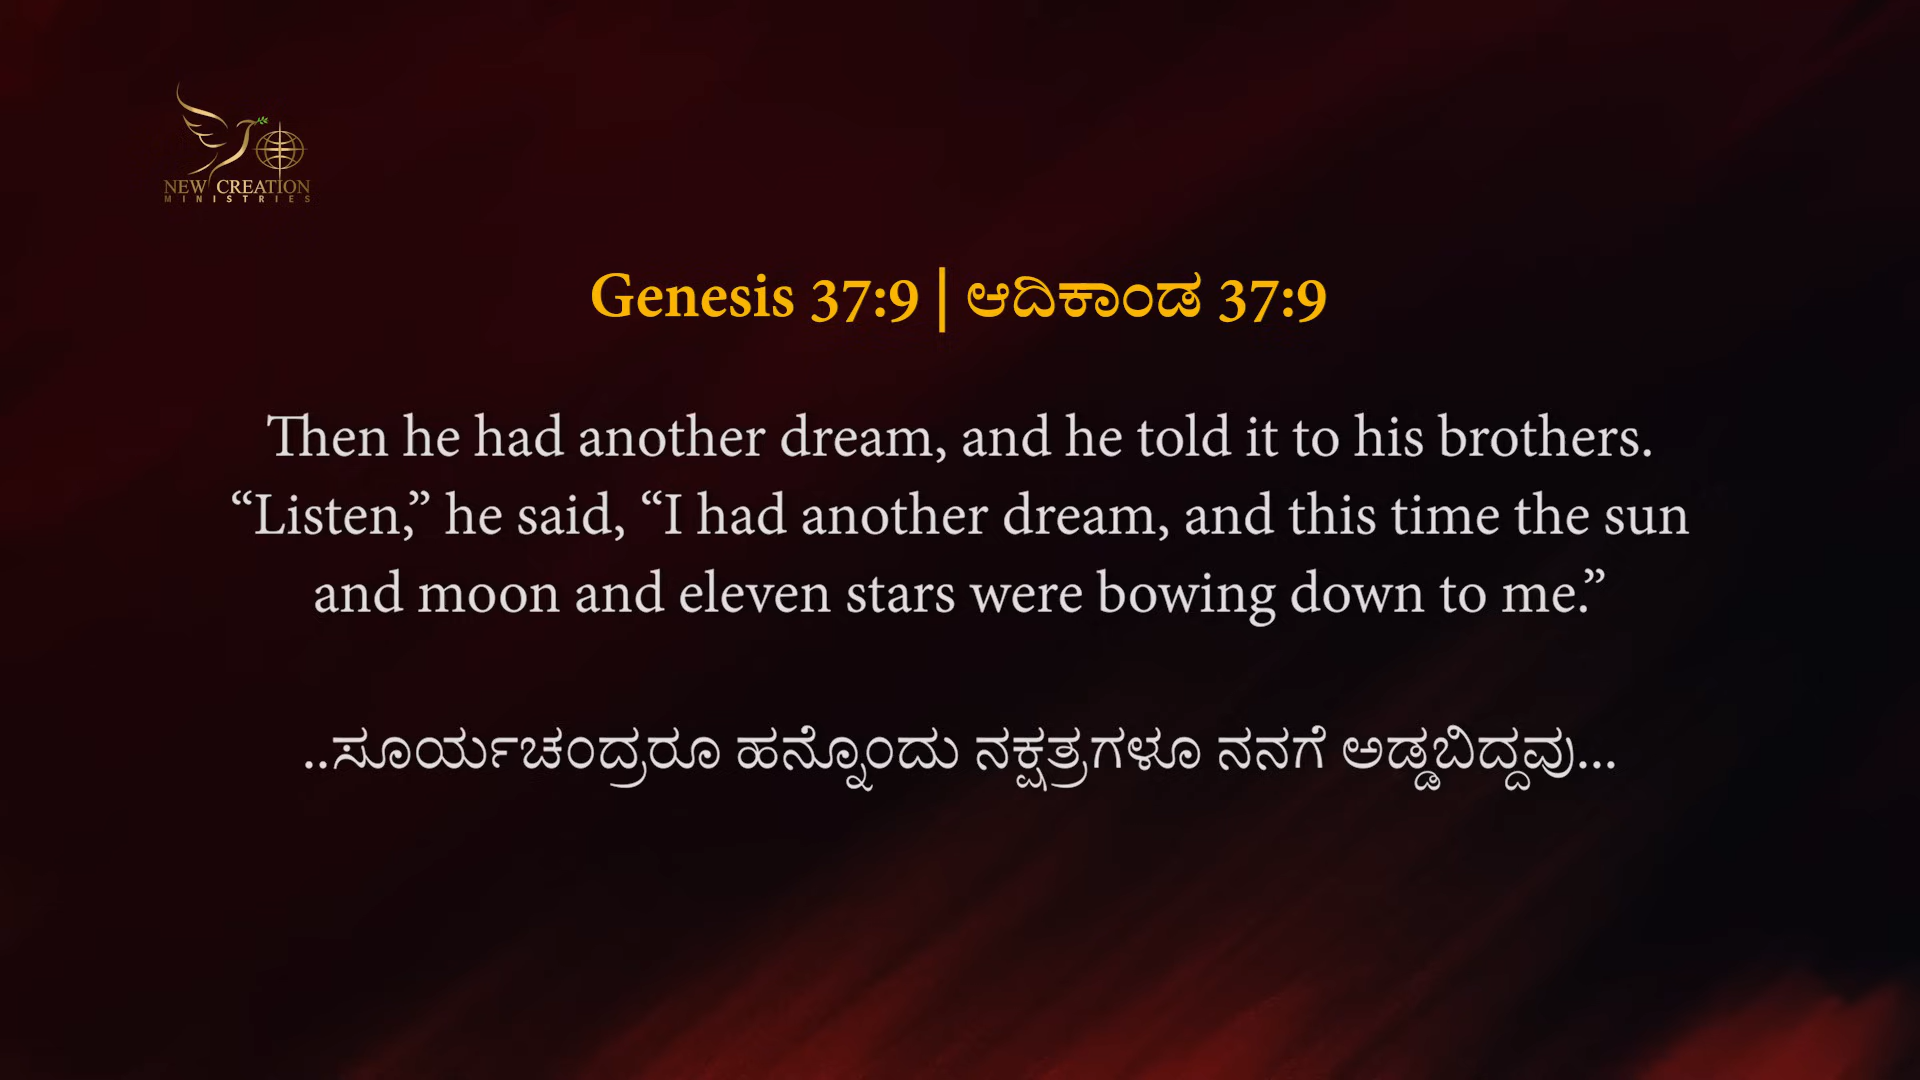 NEW CREATION
MINISTRIES
Genesis 37:9 | ಆದಿಕಾಂಡ 37:9
Then he had another dream, and he told it to his brothers.
“Listen,” he said, “I had another dream, and this time the sun
and moon and eleven stars were bowing down to me.”
..ಸೂರ್ಯಚಂದ್ರರೂ ಹನ್ನೊಂದು ನಕ್ಷತ್ರಗಳೂ ನನಗೆ ಅಡ್ಡಬಿದ್ದವು...